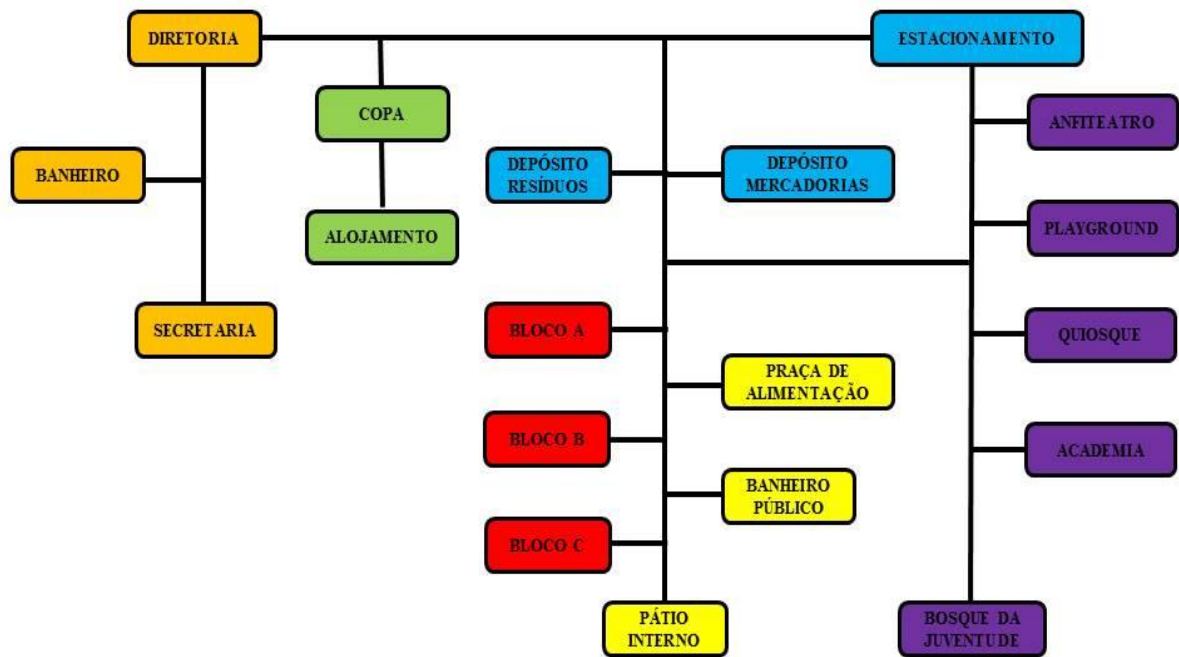 DIRETORIA
ESTACIONAMENTO
COPA
ANFITEATRO
BANHEIRO
DEPÓSITO
RESÍDUOS
DEPÓSITO
MERCADORIAS
ALOJAMENTO
PLAYGROUND
SECRETARIA
BLOCO A
QUIOSQUE
PRAÇA DE
ALIMENTAÇÃO
BLOCO B
ACADEMIA
BANHEIRO
PÚBLICO
BLOCO C
PÁTIO
INTERNO
BOSQUE DA
JUVENTUDE